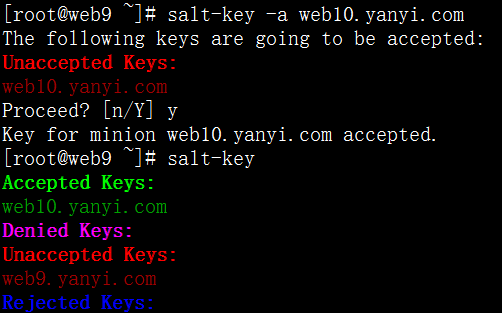 [root@web9 ~]# salt-key -a web10.yanyi.com
The following keys are going to be accepted:
Unaccepted Keys:
web10.yanyi.com
Proceed? [n/Y] y
Key for minion web10.yanyi.com accepted.
[root@web9 ~]# salt-key
Accepted Keys:
web10.yanyi.com
Denied Keys:
Unaccepted Keys:
web9.yanyi.com
Rejected Keys: